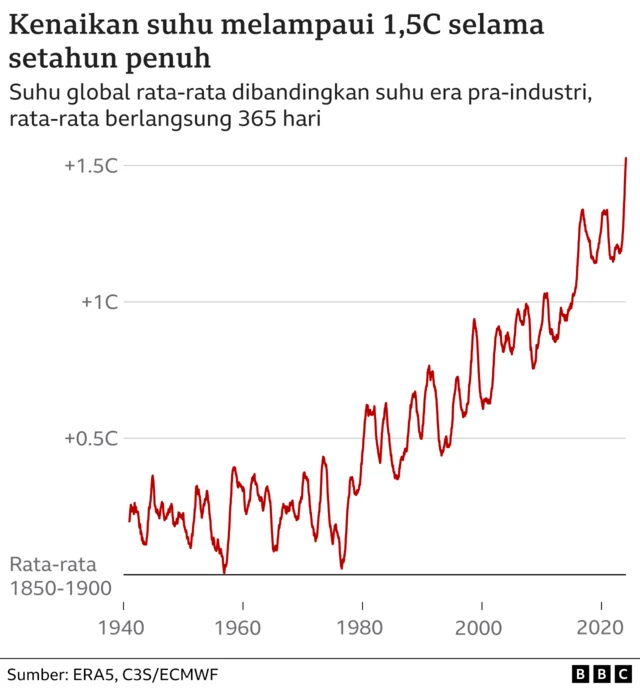 Kenaikan suhu melampaui 1,5C selama
setahun penuh
Suhu global rata-rata dibandingkan suhu era pra-industri,
rata-rata berlangsung 365 hari
+1.5C
+1C
+0.5C
Rata-rata
1850-1900
1940 1960 1980 2000 2020
Sumber: ERA5, C3S/ECMWF
BBC